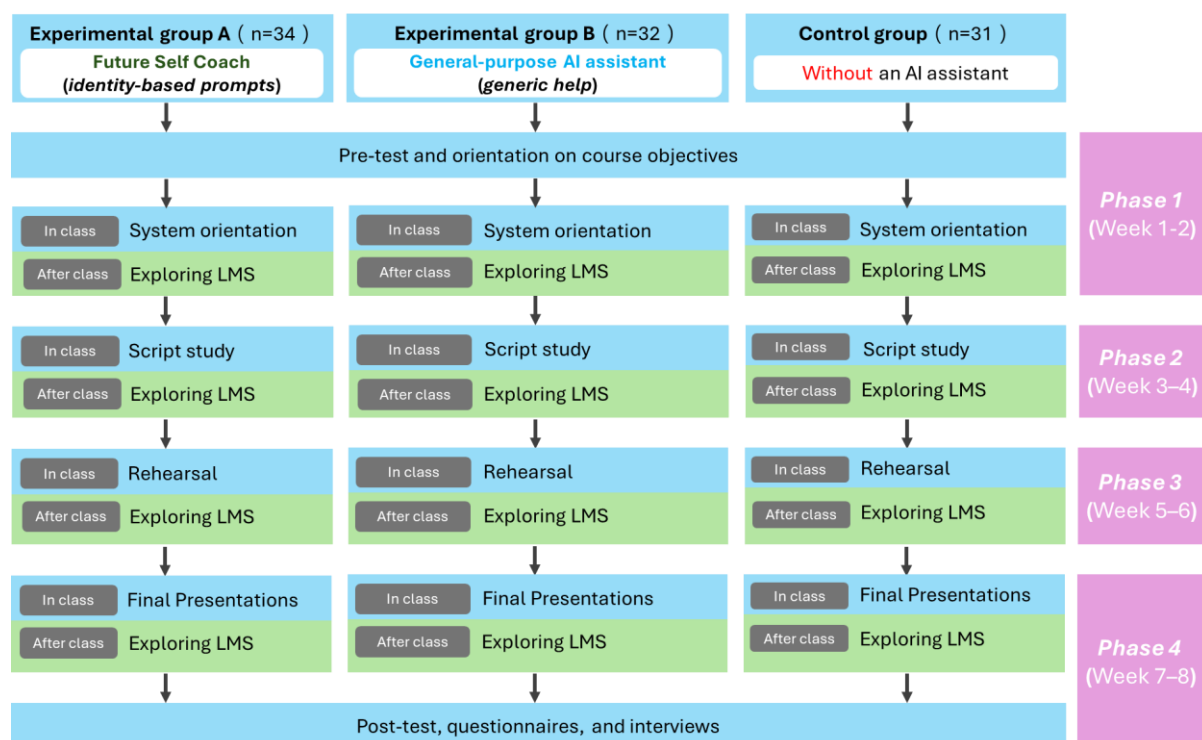 Experimental group A ( n=34 )
Future Self Coach
(identity-based prompts)
Experimental group B ( n=32 )
General-purpose AI assistant
(generic help)
Control group ( n=31 )
Without an AI assistant
Pre-test and orientation on course objectives
In class System orientation
After class Exploring LMS
In class System orientation
After class Exploring LMS
In class System orientation
After class Exploring LMS
Phase 1
(Week 1-2)
In class Script study
After class Exploring LMS
In class Script study
After class Exploring LMS
In class Script study
After class Exploring LMS
Phase 2
(Week 3–4)
In class Rehearsal
After class Exploring LMS
In class Rehearsal
After class Exploring LMS
In class Rehearsal
After class Exploring LMS
Phase 3
(Week 5–6)
In class Final Presentations
After class Exploring LMS
In class Final Presentations
After class Exploring LMS
In class Final Presentations
After class Exploring LMS
Phase 4
(Week 7–8)
Post-test, questionnaires, and interviews